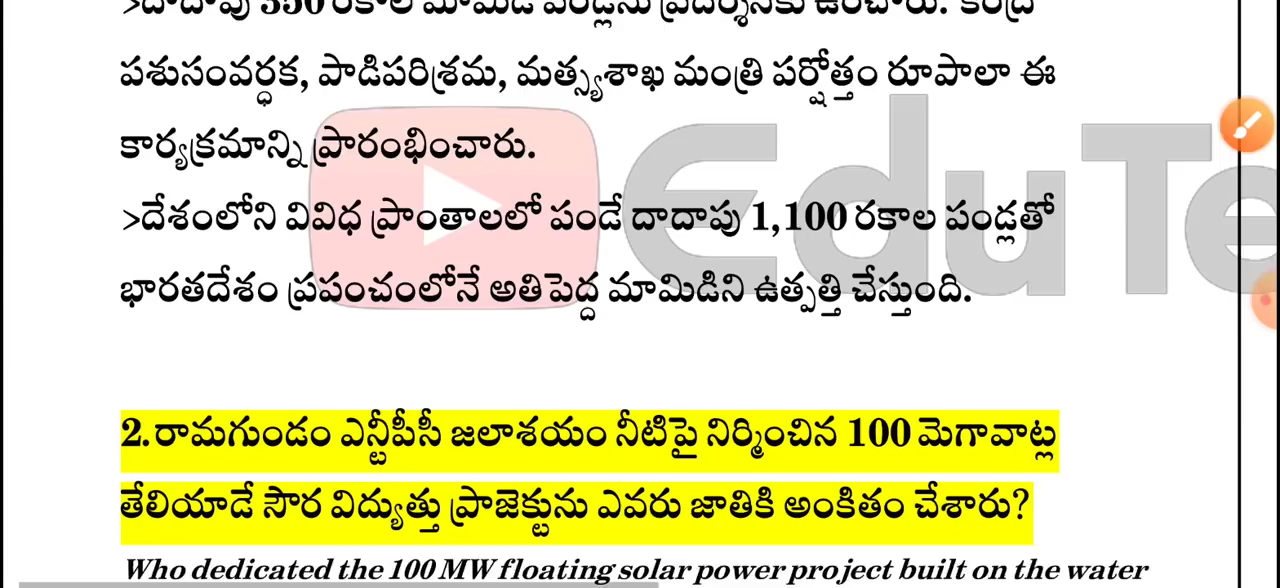 >దాదాపు 350 రకాల మామిడి పండ్లను ప్రదర్శనకు ఉంచారు. కేంద్ర
పశుసంవర్ధక, పాడిపరిశ్రమ, మత్స్యశాఖ మంత్రి పర్షోత్తం రూపాలా ఈ
కార్యక్రమాన్ని ప్రారంభించారు.
>దేశంలోని వివిధ ప్రాంతాలలో పండే దాదాపు 1,100 రకాల పండ్లతో
భారతదేశం ప్రపంచంలోనే అతిపెద్ద మామిడిని ఉత్పత్తి చేస్తుంది.
EduTe
2.రామగుండం ఎన్టీపీసీ జలాశయం నీటిపై నిర్మించిన 100 మెగావాట్ల
తేలియాడే సౌర విద్యుత్తు ప్రాజెక్టును ఎవరు జాతికి అంకితం చేశారు?
Who dedicated the 100 MW floating solar power project built on the water